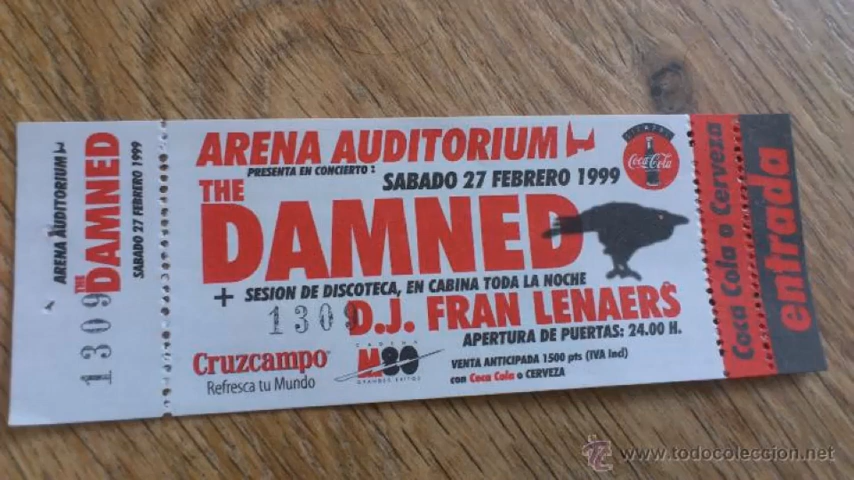 ARENA AUDITORIUM
THE
DAMNED
SABADO 27 FEBRERO 1999
1309
ARENA AUDITORIUM
PRESENTA EN CONCIERTO:
SABADO 27 FEBRERO 1999
THE
DAMNED
+ SESION DE DISCOTECA, EN CABINA TODA LA NOCHE
1309
D.J. FRAN LENAERS
APERTURA DE PUERTAS: 24.00 H.
Cruzcampo
Refresca tu Mundo
CADENA
M80
GRANDES EXITOS
VENTA ANTICIPADA 1500 pts (IVA Incl)
con Coca Cola o CERVEZA
SIEMPRE
Coca-Cola
Coca Cola o Cerveza
entrada
www.todocoleccion.net